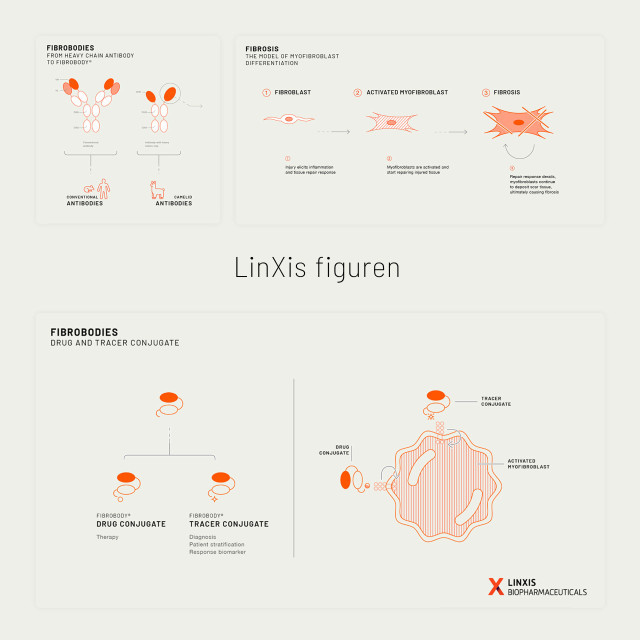 FIBROBODIES
FROM HEAVY CHAIN ANTIBODY
TO FIBROBODY®
CONVENTIONAL
ANTIBODIES
CAMELID
ANTIBODIES
FIBROSIS
THE MODEL OF MYOFIBROBLAST
DIFFERENTIATION
1 FIBROBLAST
2 ACTIVATED MYOFIBROBLAST
3 FIBROSIS
Injury elicits inflammation
and tissue repair response
Myofibroblasts are activated and
start repairing injured tissue
Repair response derails,
myofibroblasts continue
to deposit scar tissue,
ultimately causing fibrosis
LinXis figuren
FIBROBODIES
DRUG AND TRACER CONJUGATE
FIBROBODY®
DRUG CONJUGATE
Therapy
FIBROBODY®
TRACER CONJUGATE
Diagnosis
Patient stratification
Response biomarker
TRACER
CONJUGATE
DRUG
CONJUGATE
ACTIVATED
MYOFIBROBLAST
LINXIS
BIOPHARMACEUTICALS